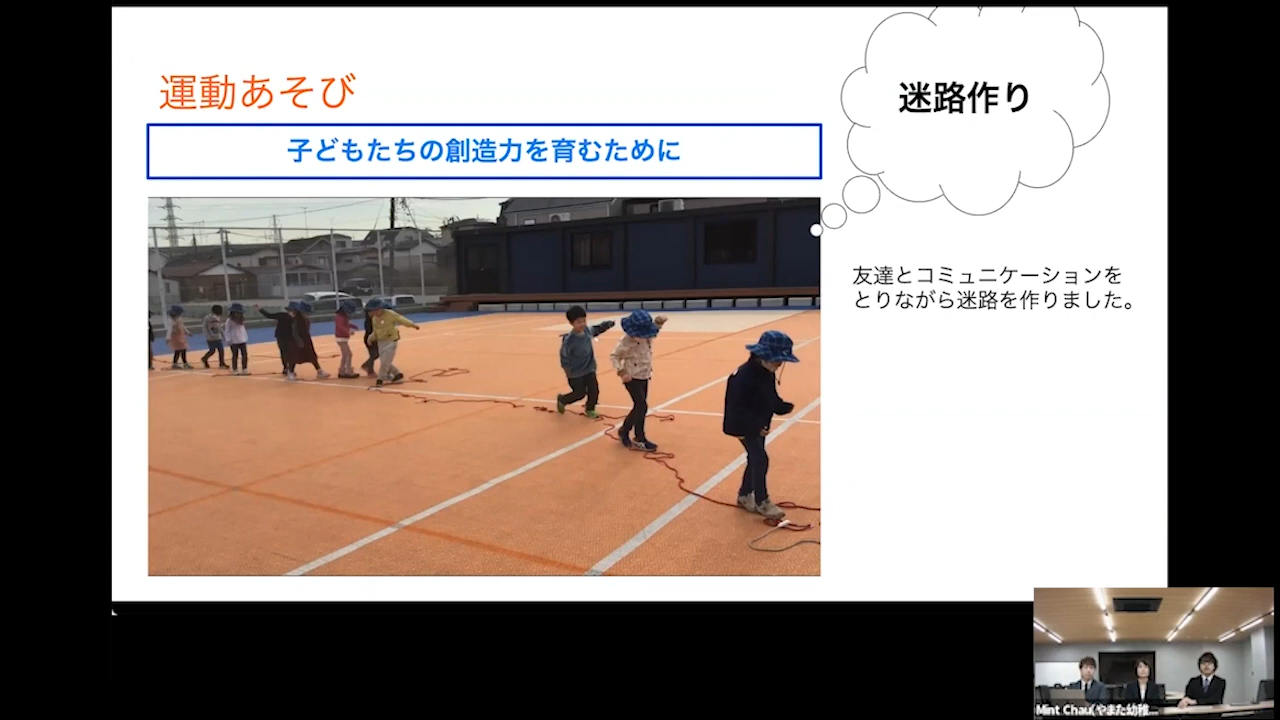 運動あそび
迷路作り
子どもたちの創造力を育むために
友達とコミュニケーションを
とりながら迷路を作りました。
Mint Chau(やまた幼稚...